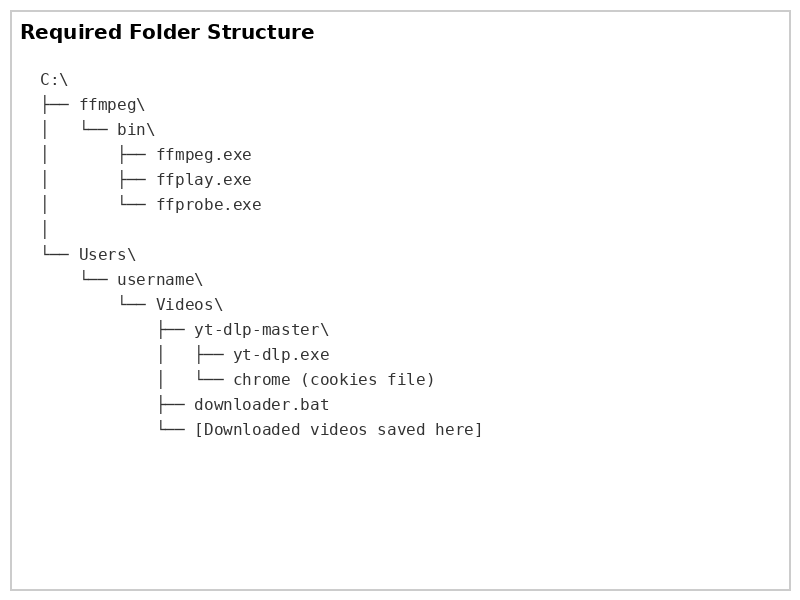 Required Folder Structure
C:\
├── ffmpeg\
│   └── bin\
│       ├── ffmpeg.exe
│       ├── ffplay.exe
│       └── ffprobe.exe
│
└── Users\
    └── username\
        └── Videos\
            ├── yt-dlp-master\
            │   ├── yt-dlp.exe
            │   └── chrome (cookies file)
            ├── downloader.bat
            └── [Downloaded videos saved here]